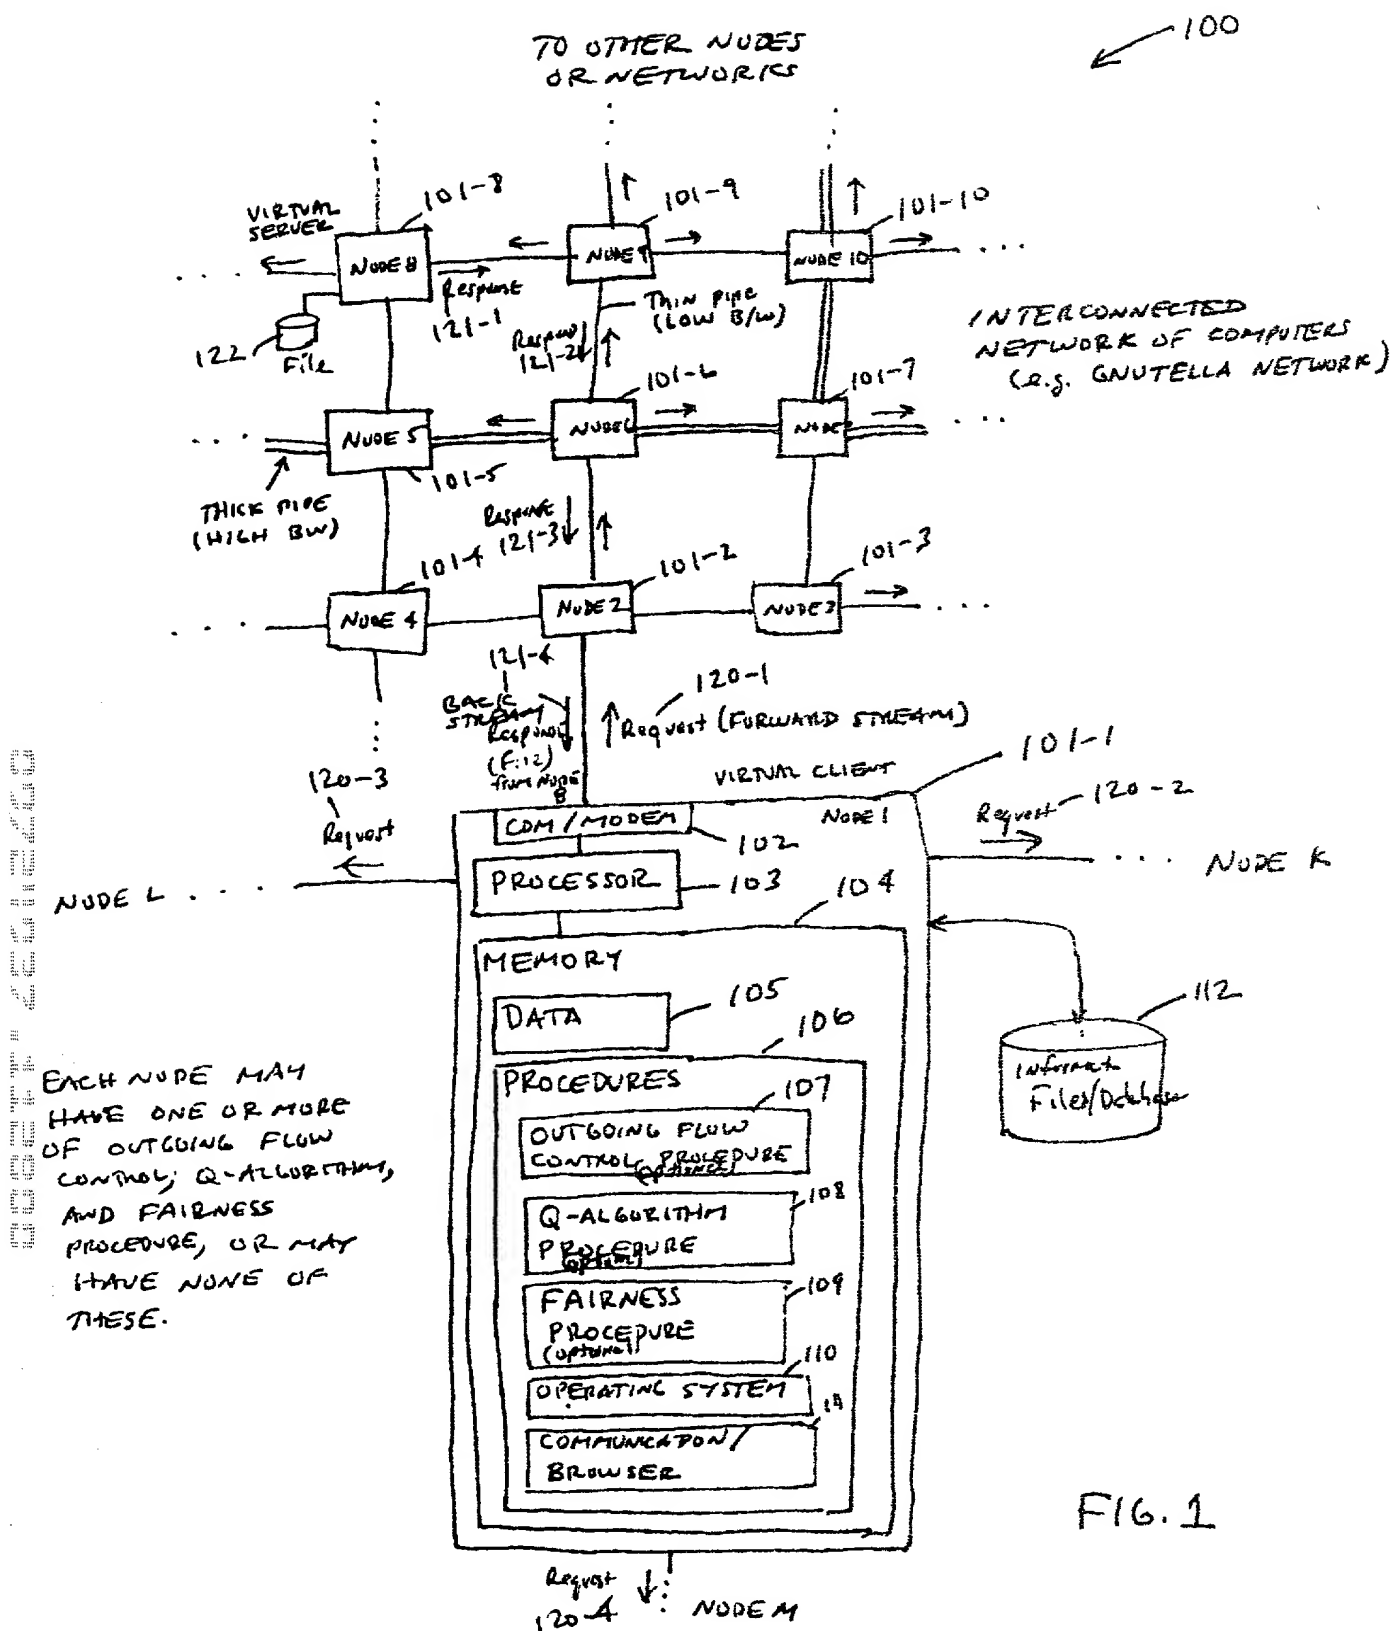 100
TO OTHER NODES
OR NETWORKS
101-8
101-9
101-10
VIRTUAL
SERVER
NODE 8
NODE 9
NODE 10
Response
121-1
THIN PIPE
(LOW B/W)
122
File
Response
121-2
INTERCONNECTED
NETWORK OF COMPUTERS
(e.g. GNUTELLA NETWORK)
101-6
101-7
NODE 5
NODE 6
NODE 7
101-5
THICK PIPE
(HIGH BW)
Response
121-3
101-4
101-2
101-3
NODE 4
NODE 2
NODE 3
121-4
120-1
BACK
STREAM
Response
(File)
from NODE
8
Request (FORWARD STREAM)
101-1
120-3
Request
VIRTUAL CLIENT
NODE 1
Request
120-2
COM/MODEM
102
NODE L
NODE K
PROCESSOR
103
104
MEMORY
DATA
105
106
112
Files/Database
EACH NODE MAY
HAVE ONE OR MORE
OF OUTGOING FLOW
CONTROL, Q-ALGORITHM,
AND FAIRNESS
PROCEDURE, OR MAY
HAVE NONE OF
THESE.
PROCEDURES
107
OUTGOING FLOW
CONTROL PROCEDURE
(optional)
108
Q-ALGORITHM
PROCEDURE
(optional)
109
FAIRNESS
PROCEDURE
(optional)
110
OPERATING SYSTEM
COMMUNICATION/
BROWSER
FIG. 1
Request
120-4
NODE M